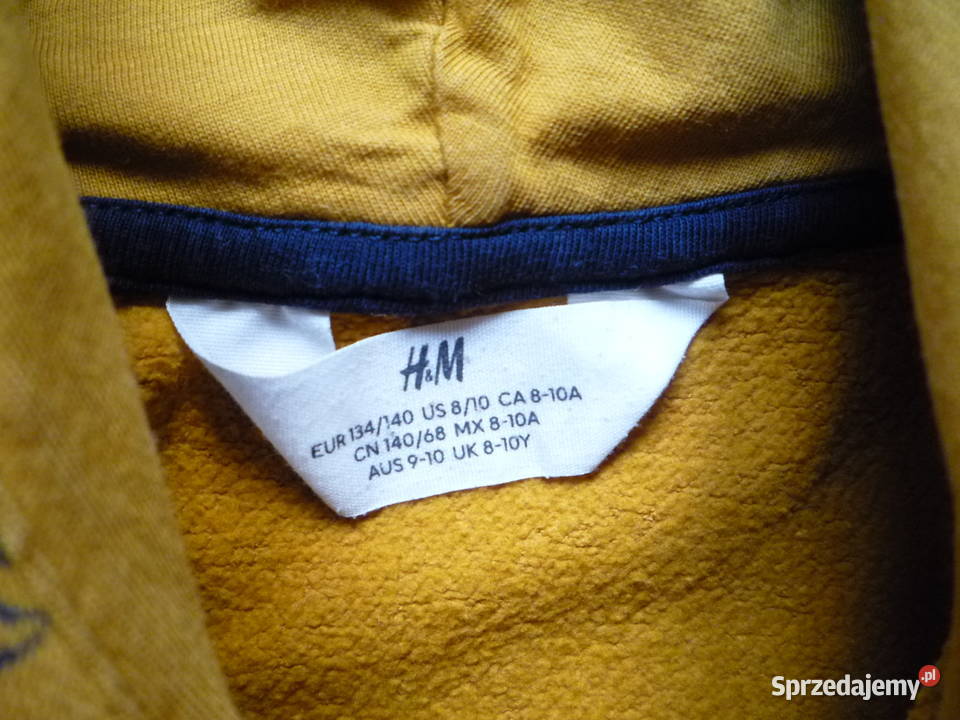 H&M
EUR 134/140 US 8/10 CA 8-10A
CN 140/68 MX 8-10A
AUS 9-10 UK 8-10Y
Sprzedajemy.pl